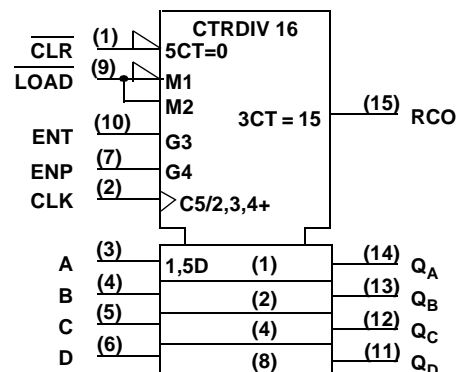 CTRDIV 16
CLR (1) 5CT=0
LOAD (9) M1
M2
3CT = 15 (15) RCO
ENT (10) G3
ENP (7) G4
CLK (2) C5/2,3,4+
A (3) 1,5D (1) (14) QA
B (4) (2) (13) QB
C (5) (4) (12) QC
D (6) (8) (11) QD